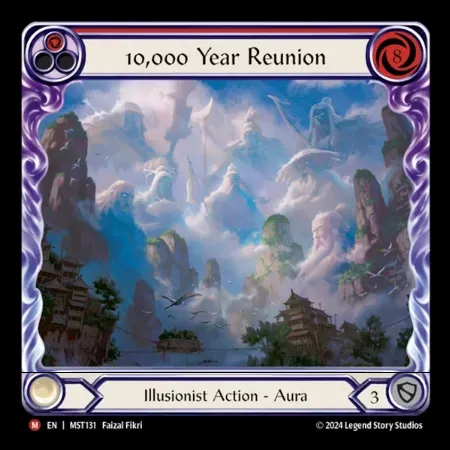 10,000 Year Reunion
8
Illusionist Action - Aura
3
M EN | MST131 Faizal Fikri
© 2024 Legend Story Studios